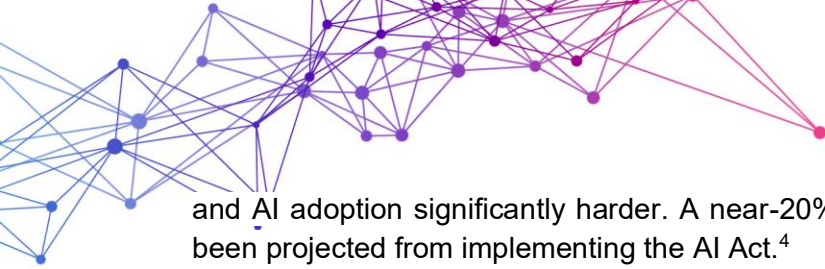 and AI adoption significantly harder. A near-20%
been projected from implementing the AI Act.⁴